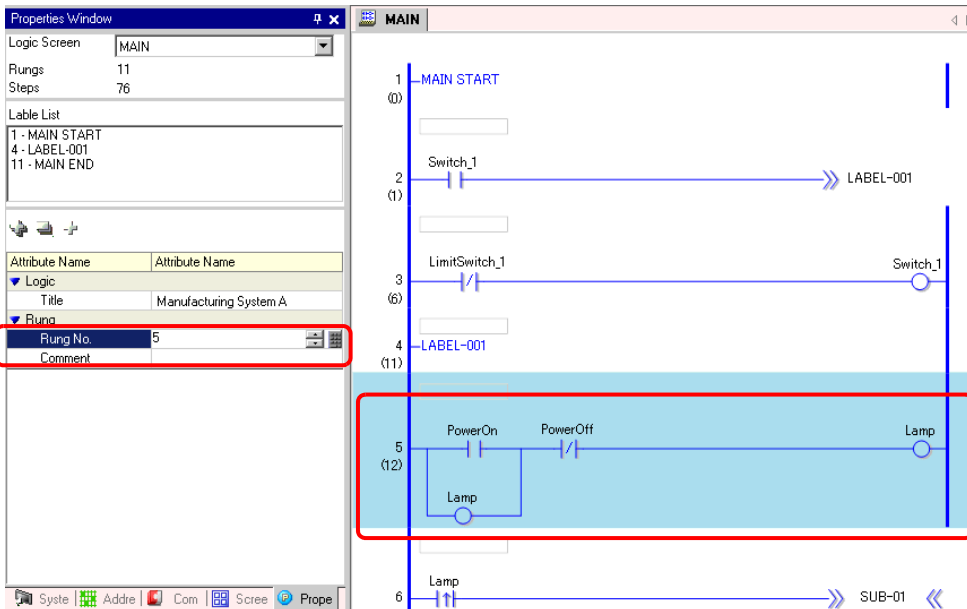 Properties Window
Logic Screen
MAIN
Rungs
11
Steps
76
Lable List
1 - MAIN START
4 - LABEL-001
11 - MAIN END
Attribute Name
Attribute Name
Logic
Title
Manufacturing System A
Rung
Rung No.
5
Comment
Syste
Addre
Com
Scree
Prope
MAIN
1
(0)
MAIN START
Switch_1
2
(1)
LABEL-001
LimitSwitch_1
Switch_1
3
(6)
4
(11)
LABEL-001
PowerOn
PowerOff
Lamp
5
(12)
Lamp
Lamp
6
SUB-01